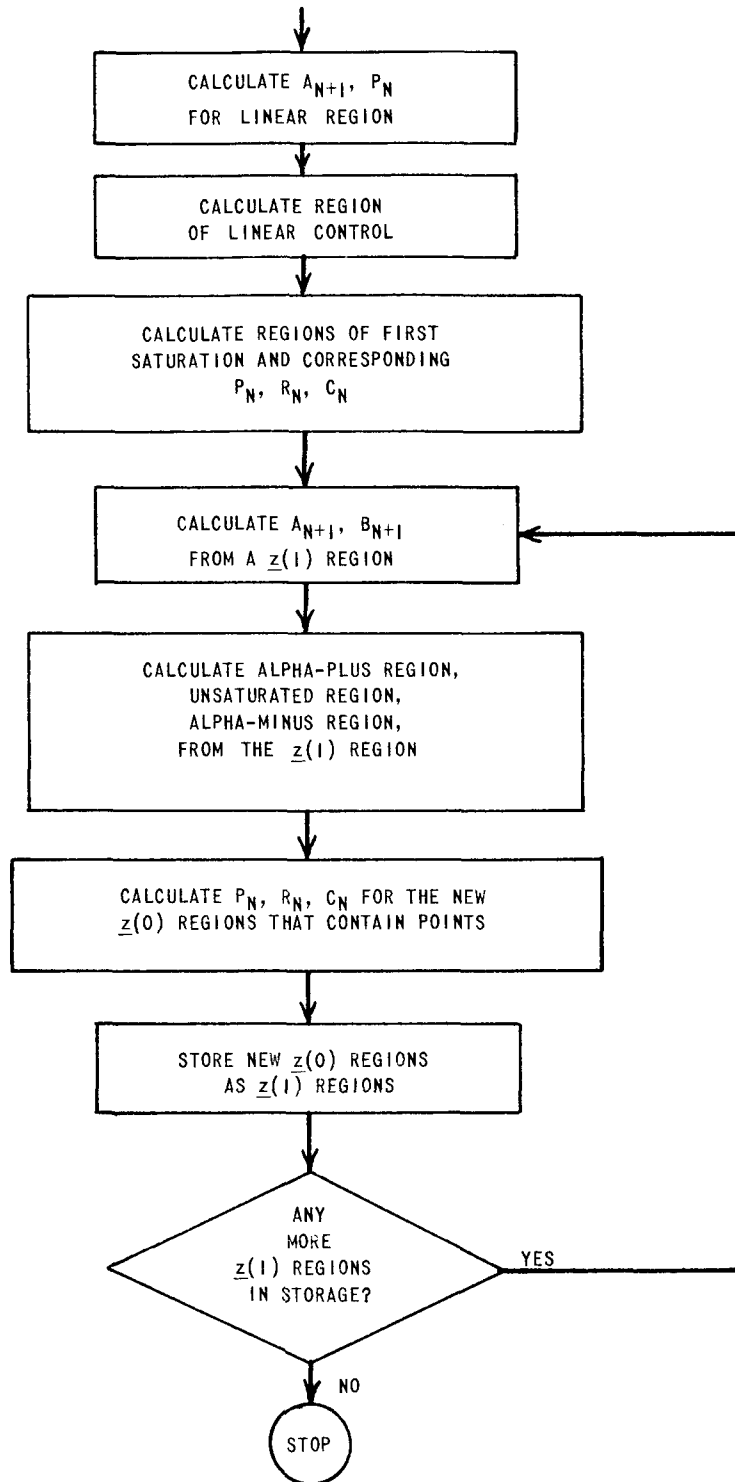 CALCULATE A_{N+1}, P_N
FOR LINEAR REGION
CALCULATE REGION
OF LINEAR CONTROL
CALCULATE REGIONS OF FIRST
SATURATION AND CORRESPONDING
P_N, R_N, C_N
CALCULATE A_{N+1}, B_{N+1}
FROM A z(1) REGION
CALCULATE ALPHA-PLUS REGION,
UNSATURATED REGION,
ALPHA-MINUS REGION,
FROM THE z(1) REGION
CALCULATE P_N, R_N, C_N FOR THE NEW
z(0) REGIONS THAT CONTAIN POINTS
STORE NEW z(0) REGIONS
AS z(1) REGIONS
ANY
MORE
z(1) REGIONS
IN STORAGE?
YES
NO
STOP